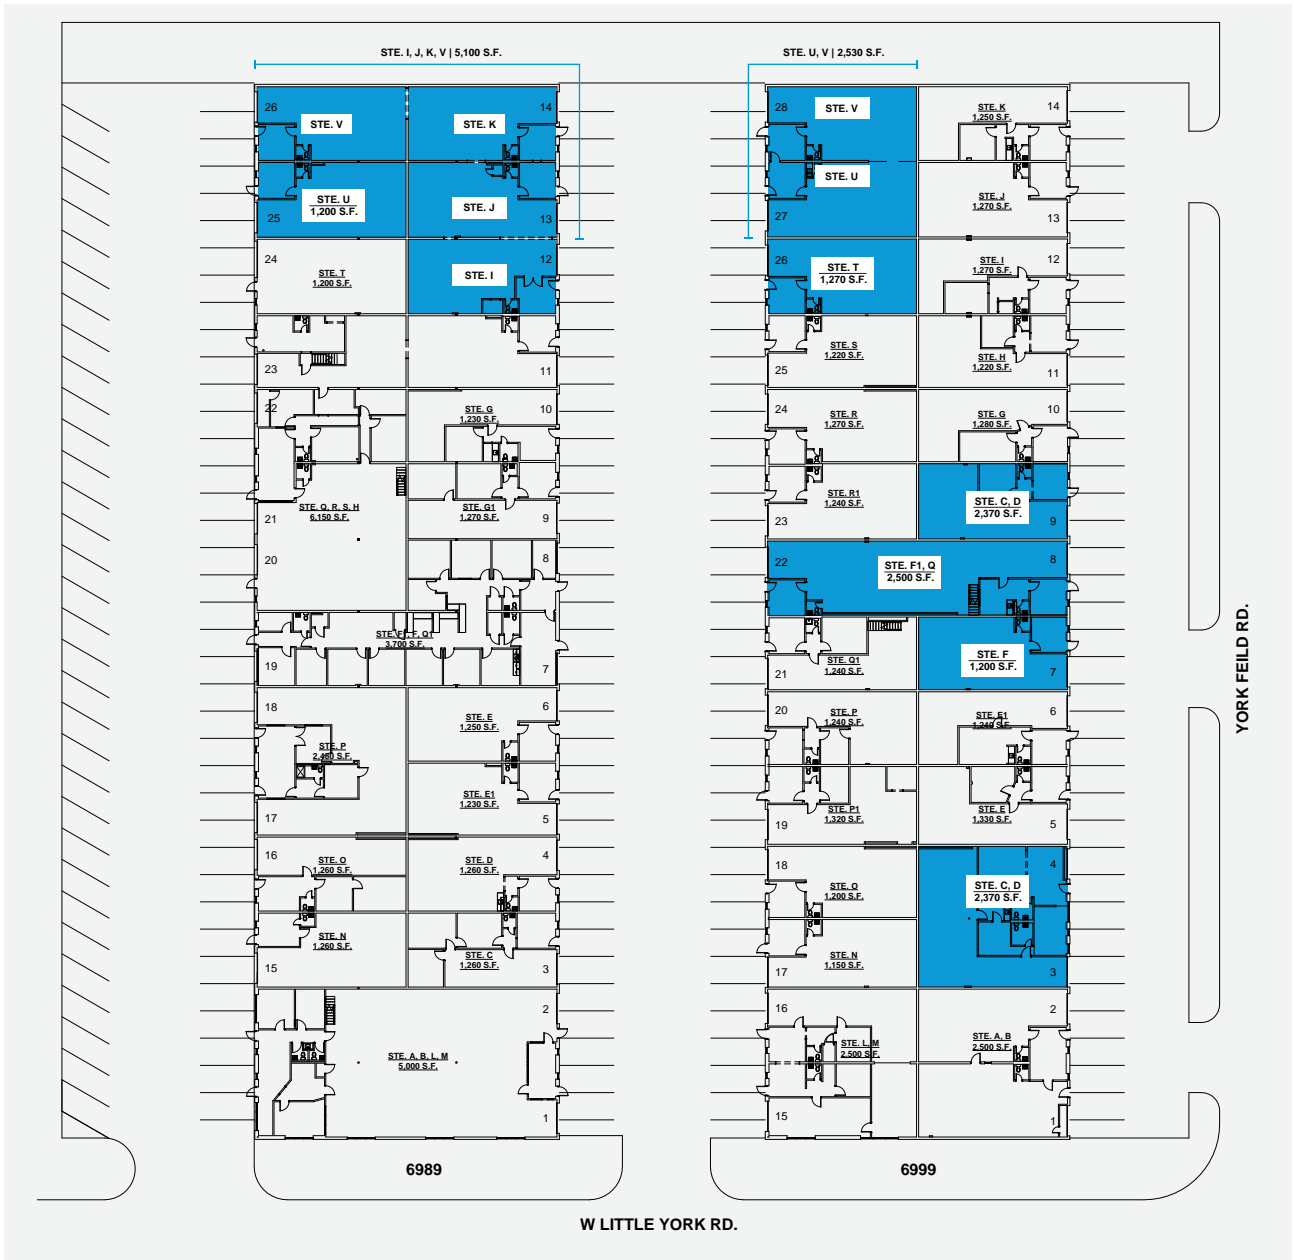 STE. I, J, K, V | 5,100 S.F.
STE. U, V | 2,530 S.F.
26
STE. V
14
STE. K
STE. U
1,200 S.F.
25
STE. J
13
24
STE. T
1,200 S.F.
12
STE. I
23
11
22
STE. G
1,230 S.F.
10
STE. Q, R, S, H
6,150 S.F.
21
20
STE. G1
1,270 S.F.
9
8
STE. F1, F, Q1
3,700 S.F.
19
7
18
STE. E
1,250 S.F.
6
STE. P
2,480 S.F.
17
STE. E1
1,230 S.F.
5
16
STE. O
1,260 S.F.
STE. D
1,260 S.F.
4
STE. N
1,260 S.F.
15
STE. C
1,260 S.F.
3
2
STE. A, B, L, M
5,000 S.F.
1
6989
28
STE. V
STE. K
1,250 S.F.
14
STE. U
27
STE. J
1,270 S.F.
13
26
STE. T
1,270 S.F.
STE. I
1,270 S.F.
12
STE. S
1,220 S.F.
25
STE. H
1,220 S.F.
11
24
STE. R
1,270 S.F.
STE. G
1,280 S.F.
10
STE. R1
1,240 S.F.
23
STE. C, D
2,370 S.F.
9
22
STE. F1, Q
2,500 S.F.
8
STE. Q1
1,240 S.F.
21
STE. F
1,200 S.F.
7
20
STE. P
1,240 S.F.
STE. E1
1,240 S.F.
6
STE. P1
1,320 S.F.
19
STE. E
1,330 S.F.
5
18
STE. O
1,200 S.F.
4
STE. C, D
2,370 S.F.
STE. N
1,150 S.F.
17
3
16
STE. L, M
2,500 S.F.
2
STE. A, B
2,500 S.F.
15
1
6999
YORK FEILD RD.
W LITTLE YORK RD.